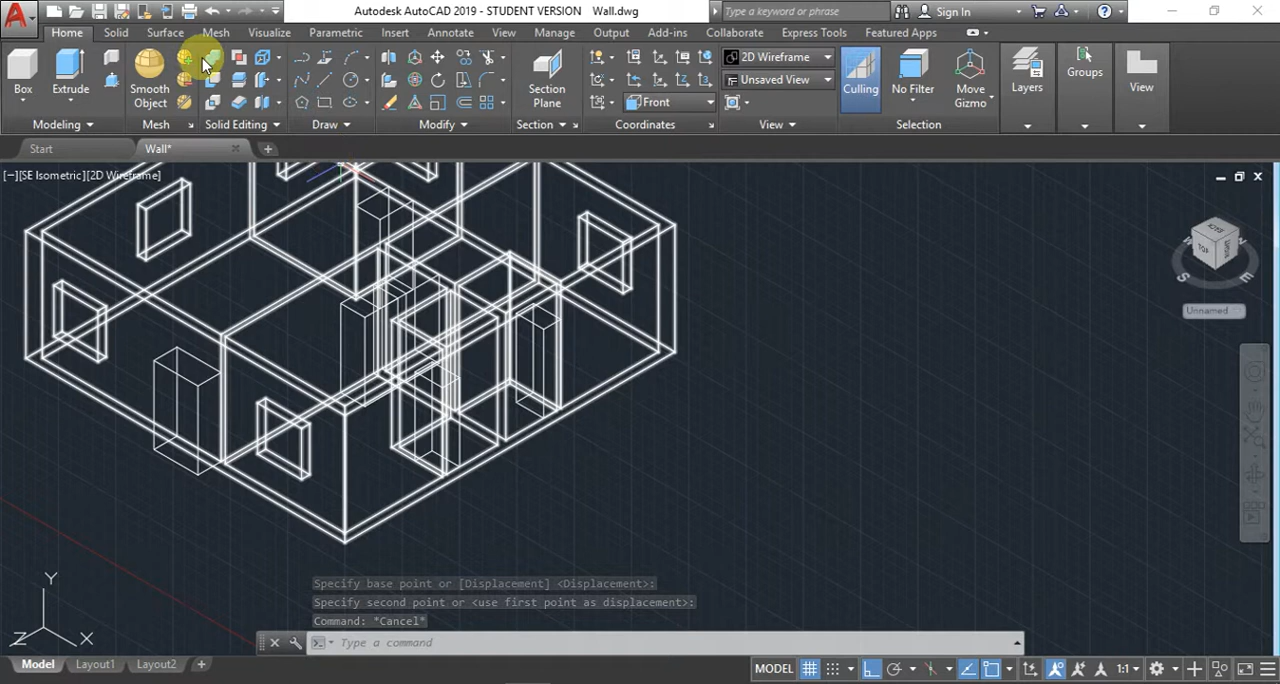 Autodesk AutoCAD 2019 - STUDENT VERSION Wall.dwg
Type a keyword or phrase
Sign In
Home Solid Surface Mesh Visualize Parametric Insert Annotate View Manage Output Add-ins Collaborate Express Tools Featured Apps
Box
Extrude
Smooth
Object
Section
Plane
2D Wireframe
Unsaved View
Front
Culling
No Filter
Move
Gizmo
Layers
Groups
View
Modeling
Mesh
Solid Editing
Draw
Modify
Section
Coordinates
View
Selection
Start
Wall*
[−][SE Isometric][2D Wireframe]
TOP
W
S
E
Unnamed
Y
Z
X
Specify base point or [Displacement] <Displacement>:
Specify second point or <use first point as displacement>:
Command: *Cancel*
Type a command
Model Layout1 Layout2
MODEL
1:1